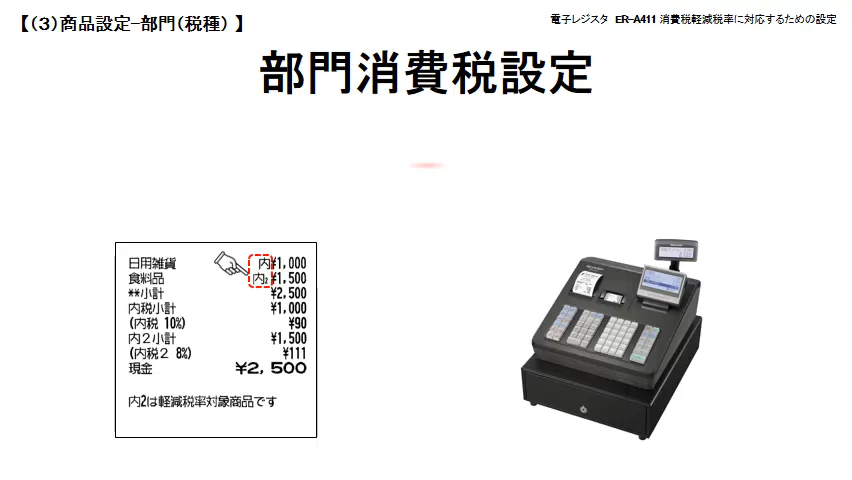 【(3)商品設定-部門(税種) 】
電子レジスタ ER-A411 消費税軽減税率に対応するための設定
部門消費税設定
日用雑貨 内¥1,000
食料品 内2¥1,500
**小計 ¥2,500
内税小計 ¥1,000
(内税 10%) ¥90
内2小計 ¥1,500
(内税2 8%) ¥111
現金 ¥2,500
内2は軽減税率対象商品です